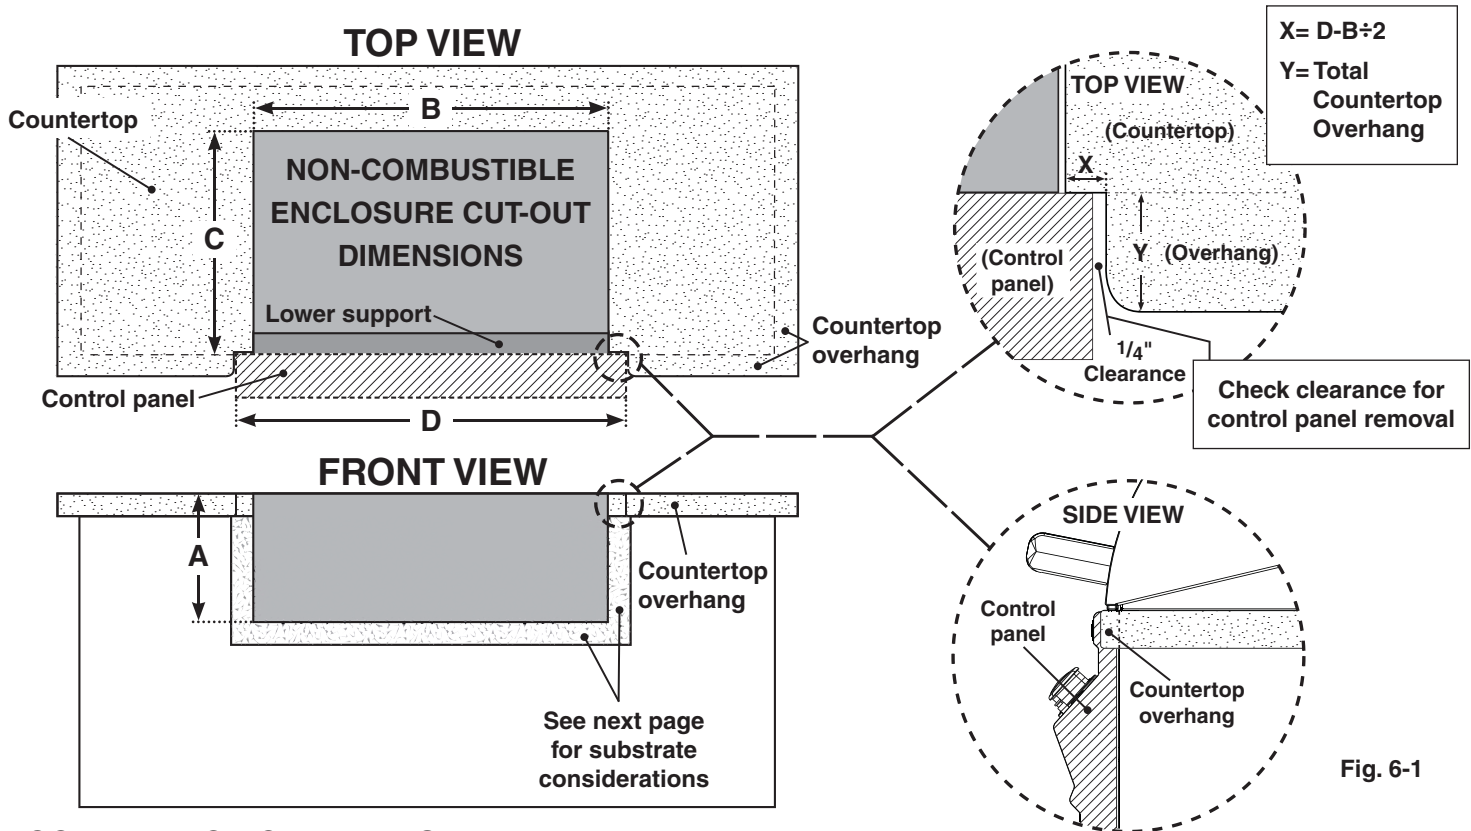 TOP VIEW
Countertop
B
C
NON-COMBUSTIBLE
ENCLOSURE CUT-OUT
DIMENSIONS
Lower support
Countertop
overhang
Control panel
D
X= D-B÷2
Y= Total
Countertop
Overhang
TOP VIEW
(Countertop)
X
(Control
panel)
Y
(Overhang)
1/4"
Clearance
Check clearance for
control panel removal
FRONT VIEW
A
Countertop
overhang
See next page
for substrate
considerations
SIDE VIEW
Control
panel
Countertop
overhang
Fig. 6-1